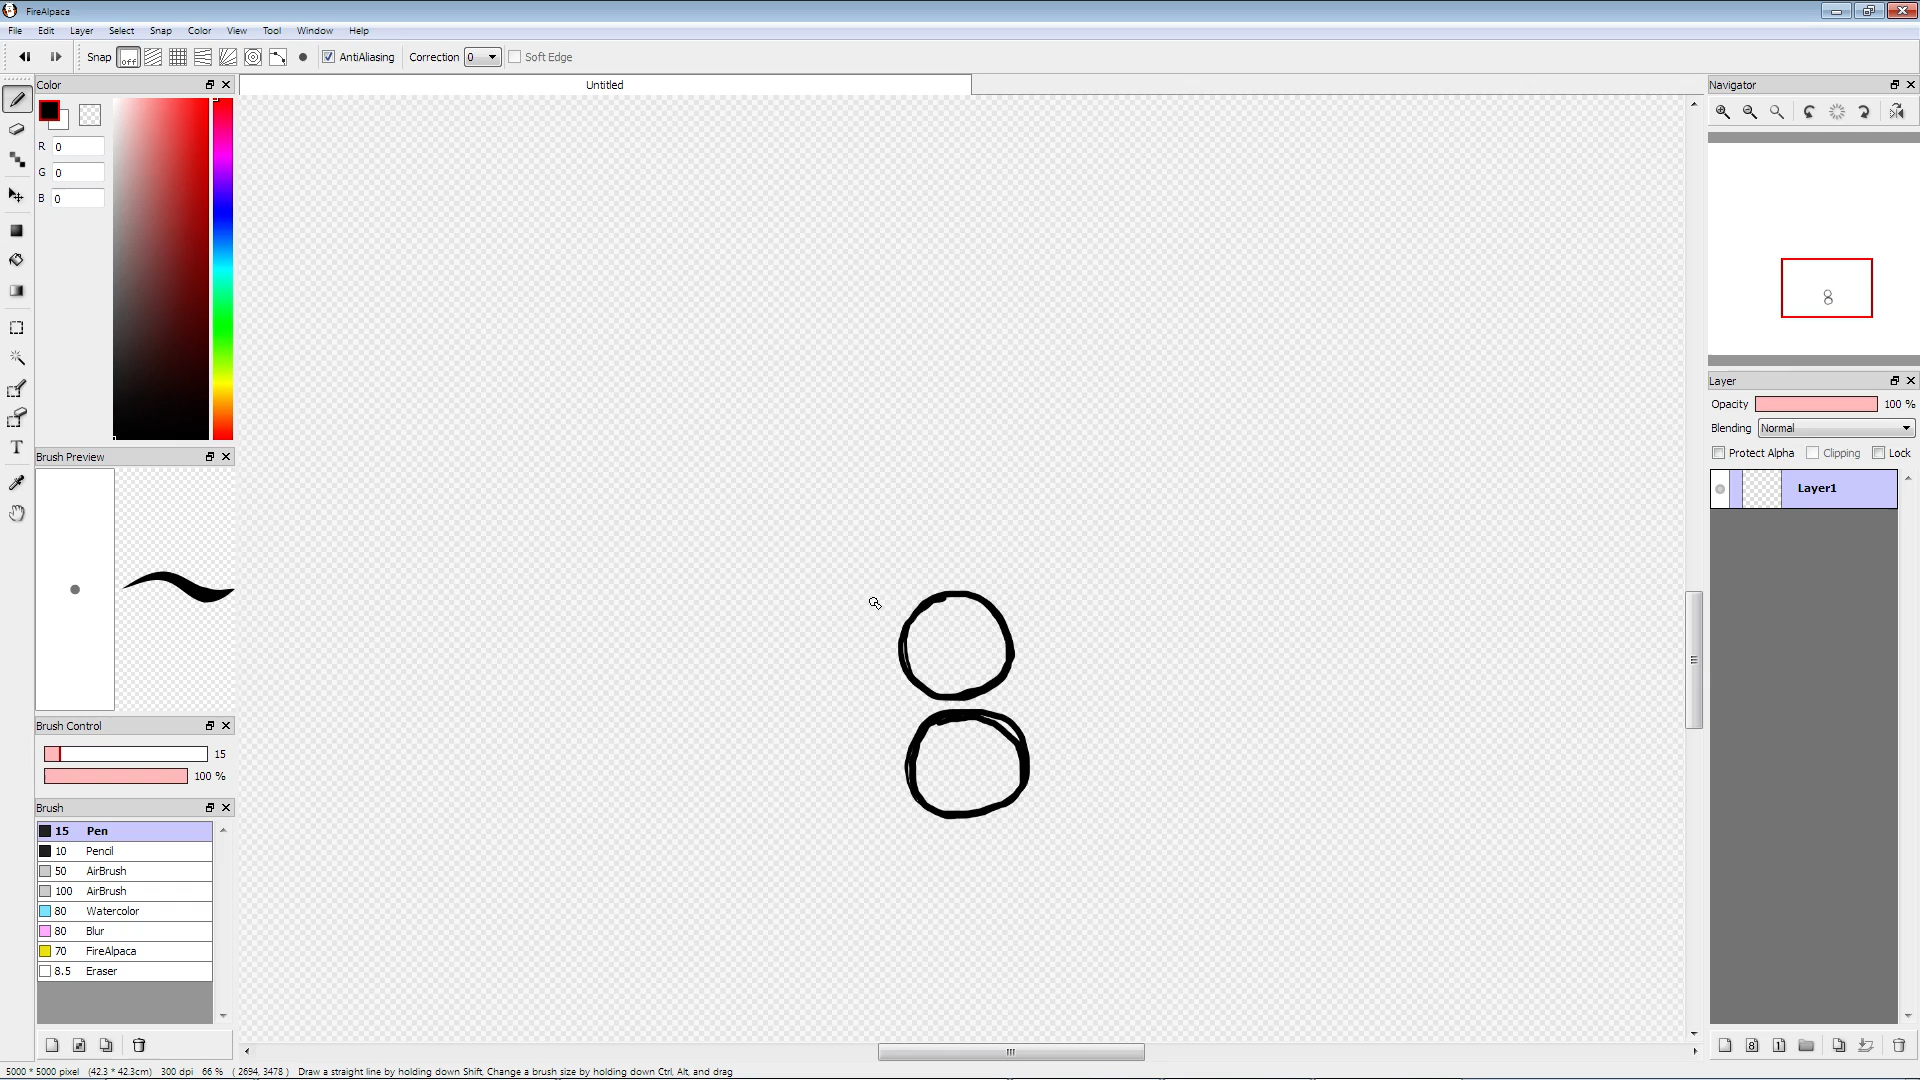 FireAlpaca
File Edit Layer Select Snap Color View Tool Window Help
Snap off AntiAliasing Correction 0 Soft Edge
Color
Untitled
Navigator
R 0
G 0
B 0
8
Layer
Opacity 100 %
Blending Normal
Protect Alpha Clipping Lock
Layer1
T
Brush Preview
Brush Control
15
100 %
Brush
15 Pen
10 Pencil
50 AirBrush
100 AirBrush
80 Watercolor
80 Blur
70 FireAlpaca
8.5 Eraser
8 1
5000 * 5000 pixel (42.3 * 42.3cm) 300 dpi 66 % ( 2694, 3478 ) Draw a straight line by holding down Shift, Change a brush size by holding down Ctrl, Alt, and drag